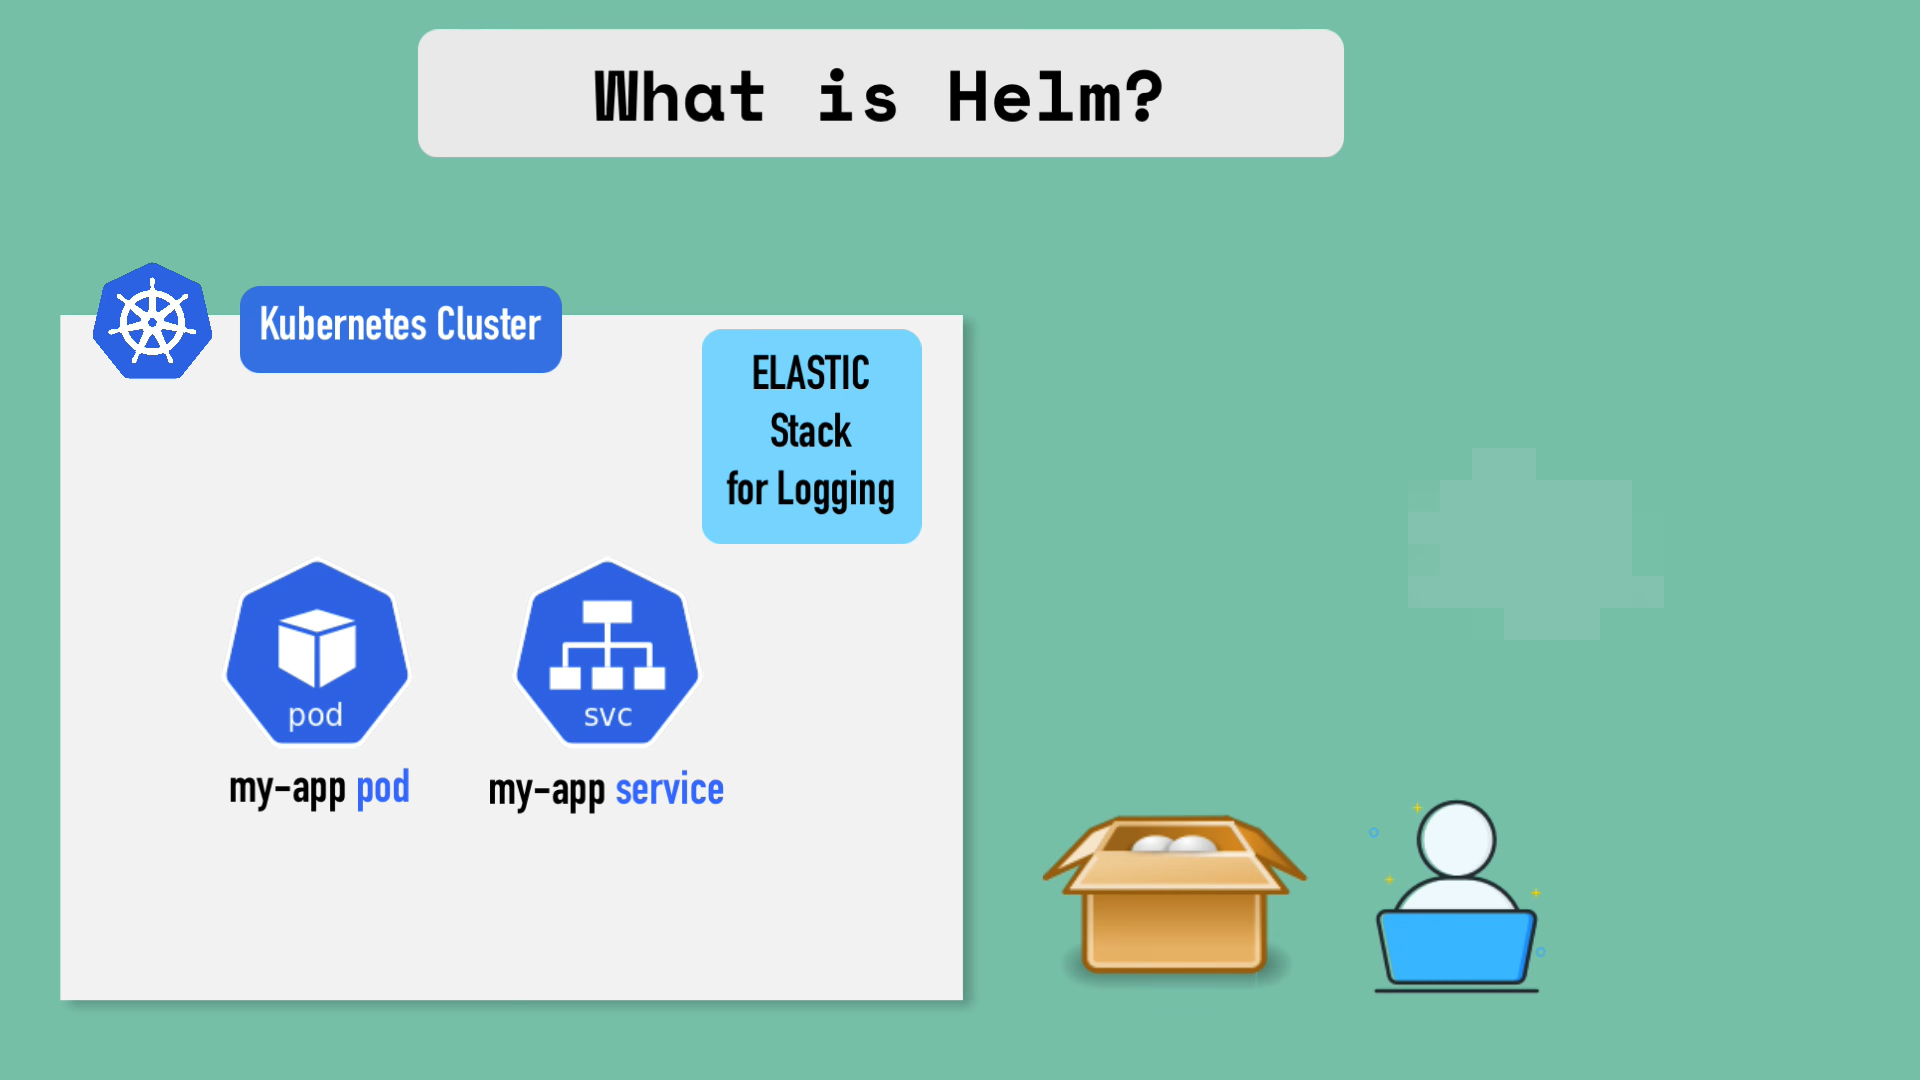 What is Helm?
Kubernetes Cluster
ELASTIC
Stack
for Logging
pod
svc
my-app pod
my-app service